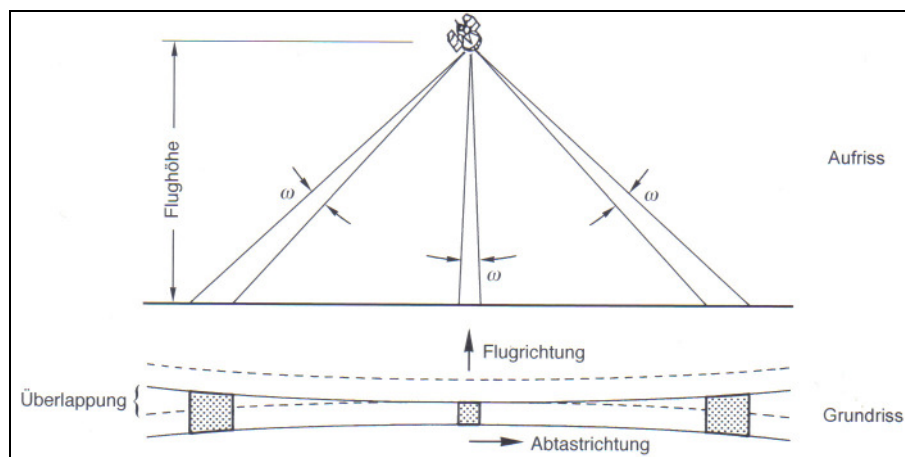 Flughöhe
Aufriss
ω
ω
ω
Flugrichtung
Überlappung
Grundriss
Abtastrichtung